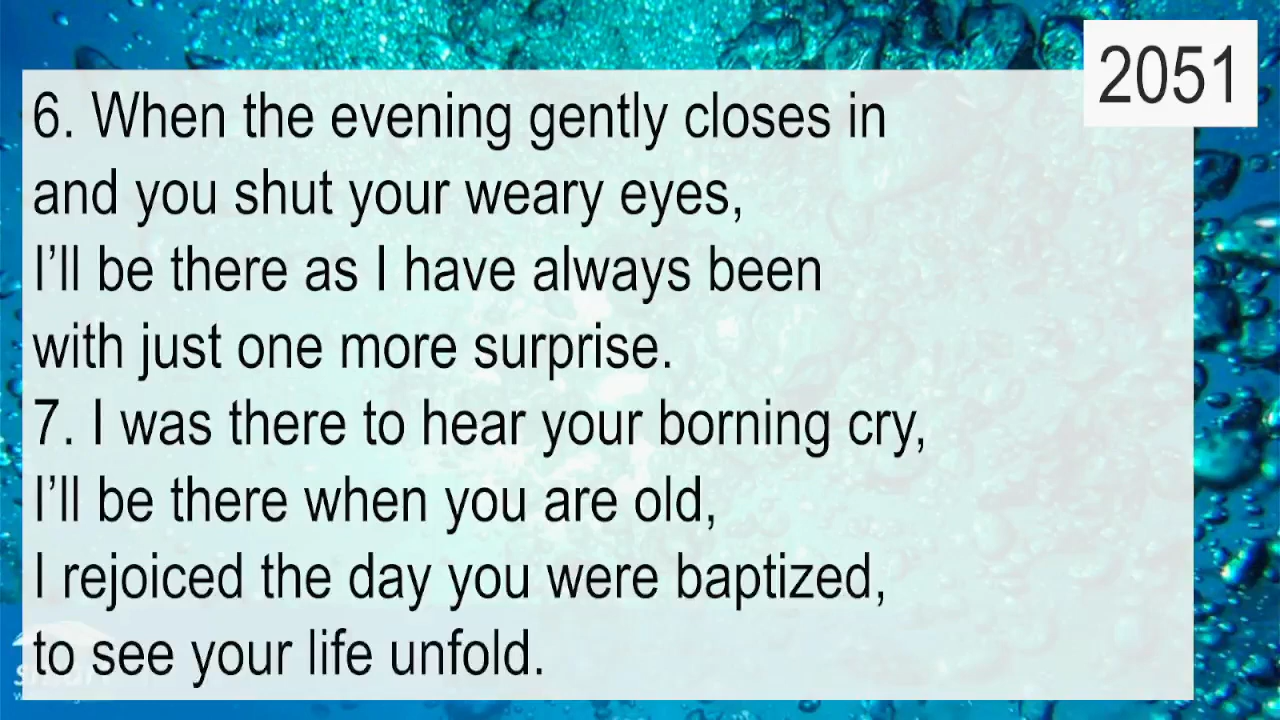 2051
6. When the evening gently closes in
and you shut your weary eyes,
I’ll be there as I have always been
with just one more surprise.
7. I was there to hear your borning cry,
I’ll be there when you are old,
I rejoiced the day you were baptized,
to see your life unfold.